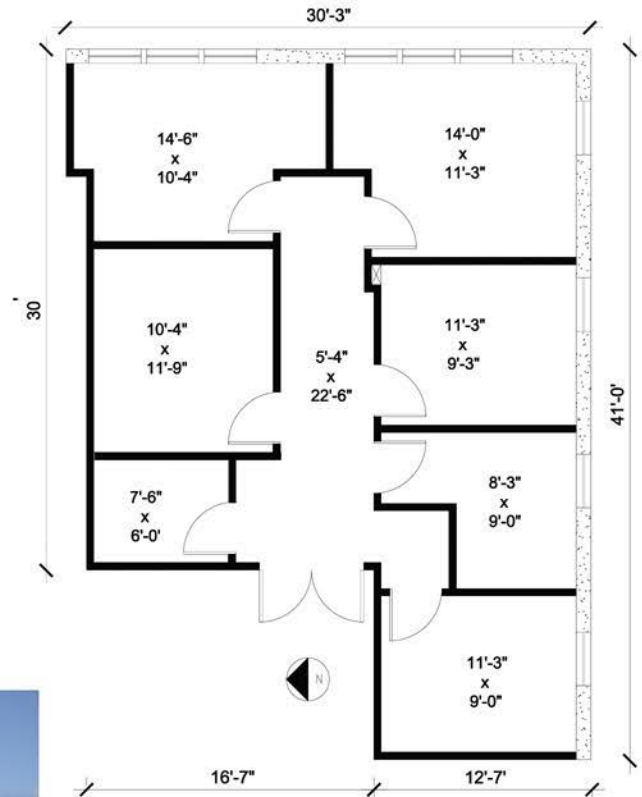 30'-3"
14'-6"
x
10'-4"
14'-0"
x
11'-3"
30'
10'-4"
x
11'-9"
5'-4"
x
22'-6"
11'-3"
x
9'-3"
41'-0'
7'-6"
x
6'-0'
8'-3"
x
9'-0"
N
11'-3"
x
9'-0"
16'-7"
12'-7'